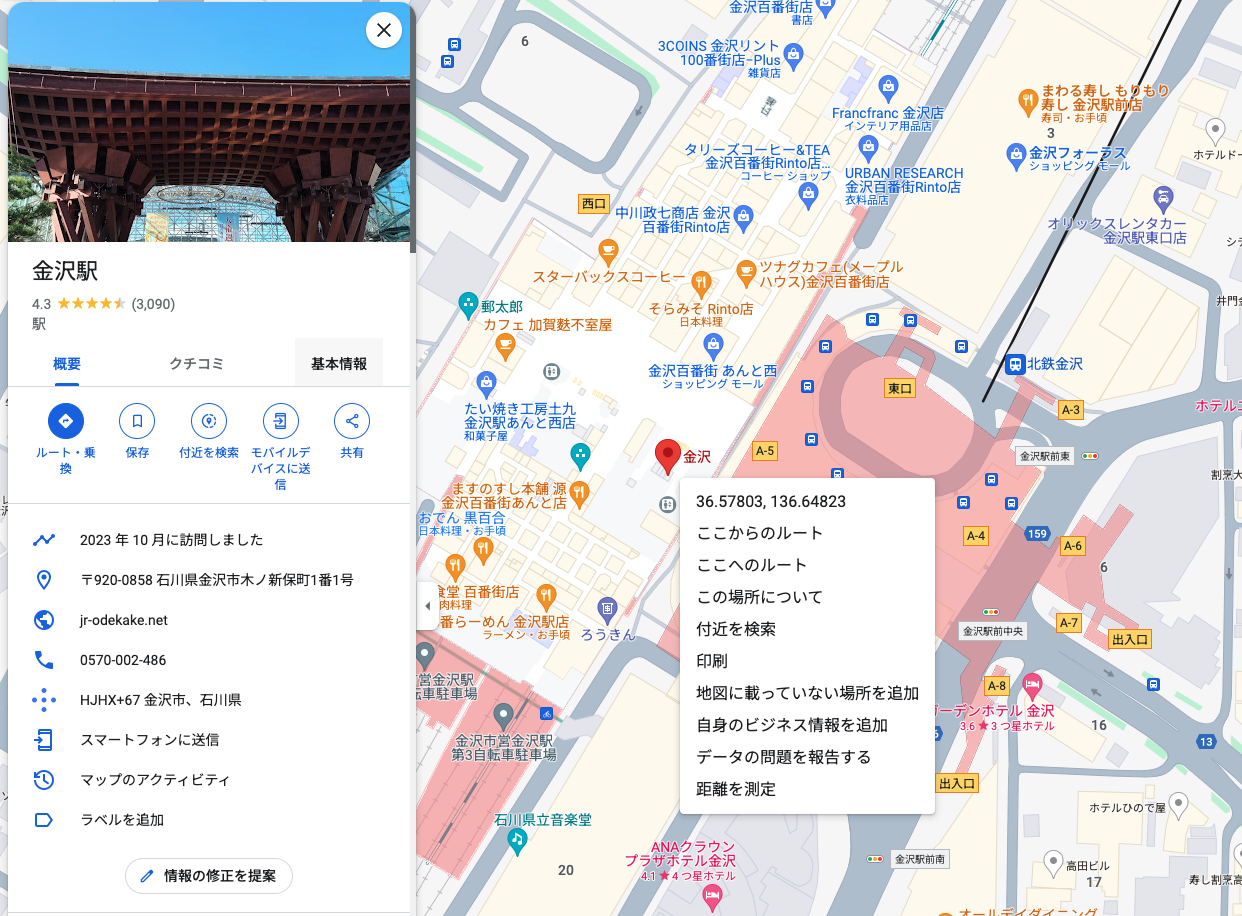 金沢駅
4.3
(3,090)
駅
概要
クチコミ
基本情報
ルート・乗
換
保存
付近を検索
モバイルデ
バイスに送
信
共有
2023 年 10 月に訪問しました
〒920-0858 石川県金沢市木ノ新保町1番1号
jr-odekake.net
0570-002-486
HJHX+67 金沢市、石川県
スマートフォンに送信
マップのアクティビティ
ラベルを追加
情報の修正を提案
金沢百番街店
書店
6
3COINS 金沢リント
100番街店-Plus
雑貨店
Francfranc 金沢店
インテリア用品店
まわる寿し もりもり
寿し 金沢駅前店
寿司・お手頃
3
金沢フォーラス
ショッピング モール
ホテルドー
タリーズコーヒー&TEA
金沢百番街Rinto店...
コーヒー ショップ
URBAN RESEARCH
金沢百番街Rinto店
衣料品店
西口
中川政七商店 金沢
百番街Rinto店
オリックスレンタカー
金沢駅東口店
スターバックスコーヒー
ツナグカフェ(メープル
ハウス)金沢百番街店
郵太郎
カフェ 加賀麩不室屋
そらみそ Rinto店
日本料理
井門金
金沢百番街 あんと西
ショッピング モール
北鉄金沢
東口
たい焼き工房土九
金沢駅あんと西店
和菓子屋
A-3
ホテルエ
A-5
金沢
金沢駅前東
割烹大
ますのすし本舗 源
金沢百番街あんと店
おでん 黒百合
日本料理・お手頃
36.57803, 136.64823
ここからのルート
ここへのルート
この場所について
付近を検索
印刷
地図に載っていない場所を追加
自身のビジネス情報を追加
データの問題を報告する
距離を測定
A-4
159
A-6
6
食堂 百番街店
肉料理
番らーめん 金沢駅店
ラーメン・お手頃
ろうきん
金沢駅前中央
A-7
出入口
営金沢駅
転車駐車場
A-8
ガーデンホテル 金沢
3.6★3 つ星ホテル
16
13
金沢市営金沢駅
第3自転車駐車場
出入口
石川県立音楽堂
ホテルひので屋
ANAクラウン
プラザホテル金沢
4.1★4 つ星ホテル
20
金沢駅前南
高田ビル
17
寿し割烹高
オールデイダイニング